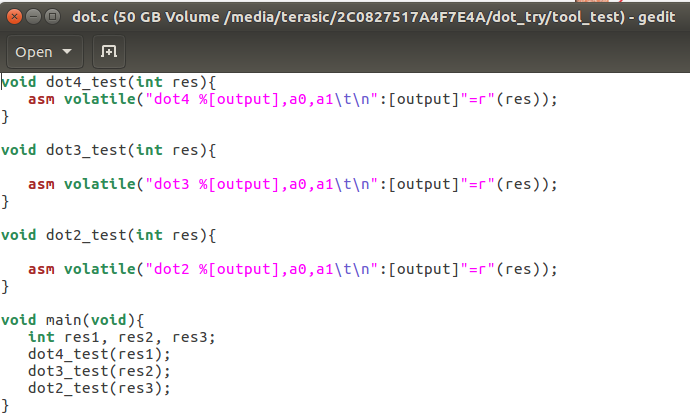 dot.c (50 GB Volume /media/terasic/2C0827517A4F7E4A/dot_try/tool_test) - gedit
Open
void dot4_test(int res){
   asm volatile("dot4 %[output],a0,a1\t\n":[output]"=r"(res));
}

void dot3_test(int res){

   asm volatile("dot3 %[output],a0,a1\t\n":[output]"=r"(res));
}

void dot2_test(int res){

   asm volatile("dot2 %[output],a0,a1\t\n":[output]"=r"(res));
}

void main(void){
   int res1, res2, res3;
   dot4_test(res1);
   dot3_test(res2);
   dot2_test(res3);
}